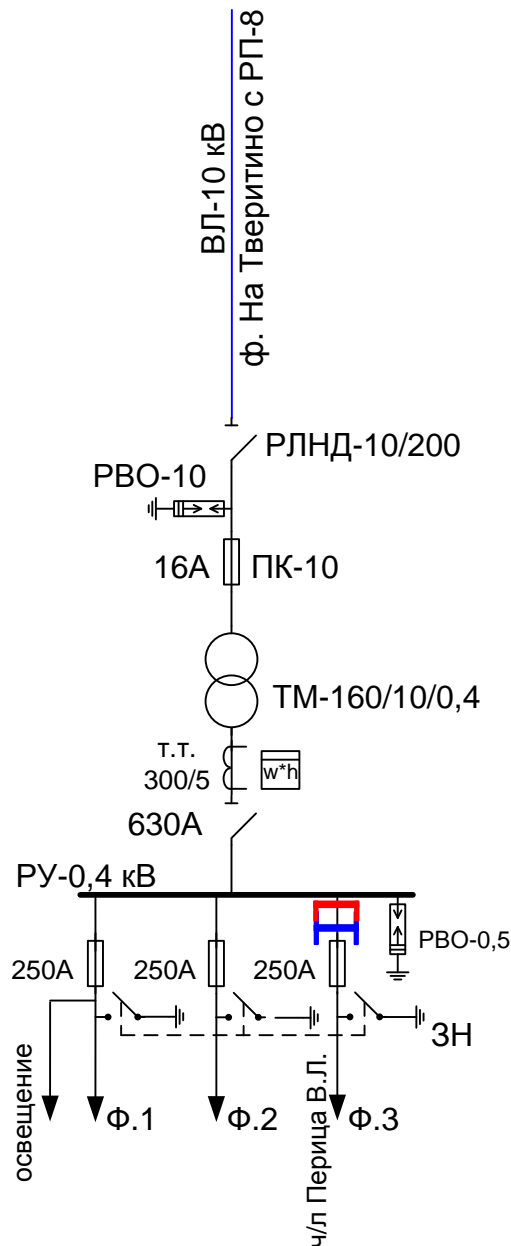 ВЛ-10 кВ
ф. На Тверитино с РП-8
РЛНД-10/200
РВО-10
16А
ПК-10
ТМ-160/10/0,4
т.т.
300/5
w*h
630А
РУ-0,4 кВ
250А
250А
250А
РВО-0,5
ЗН
освещение
Ф.1
Ф.2
ч/л Перица В.Л.
Ф.3